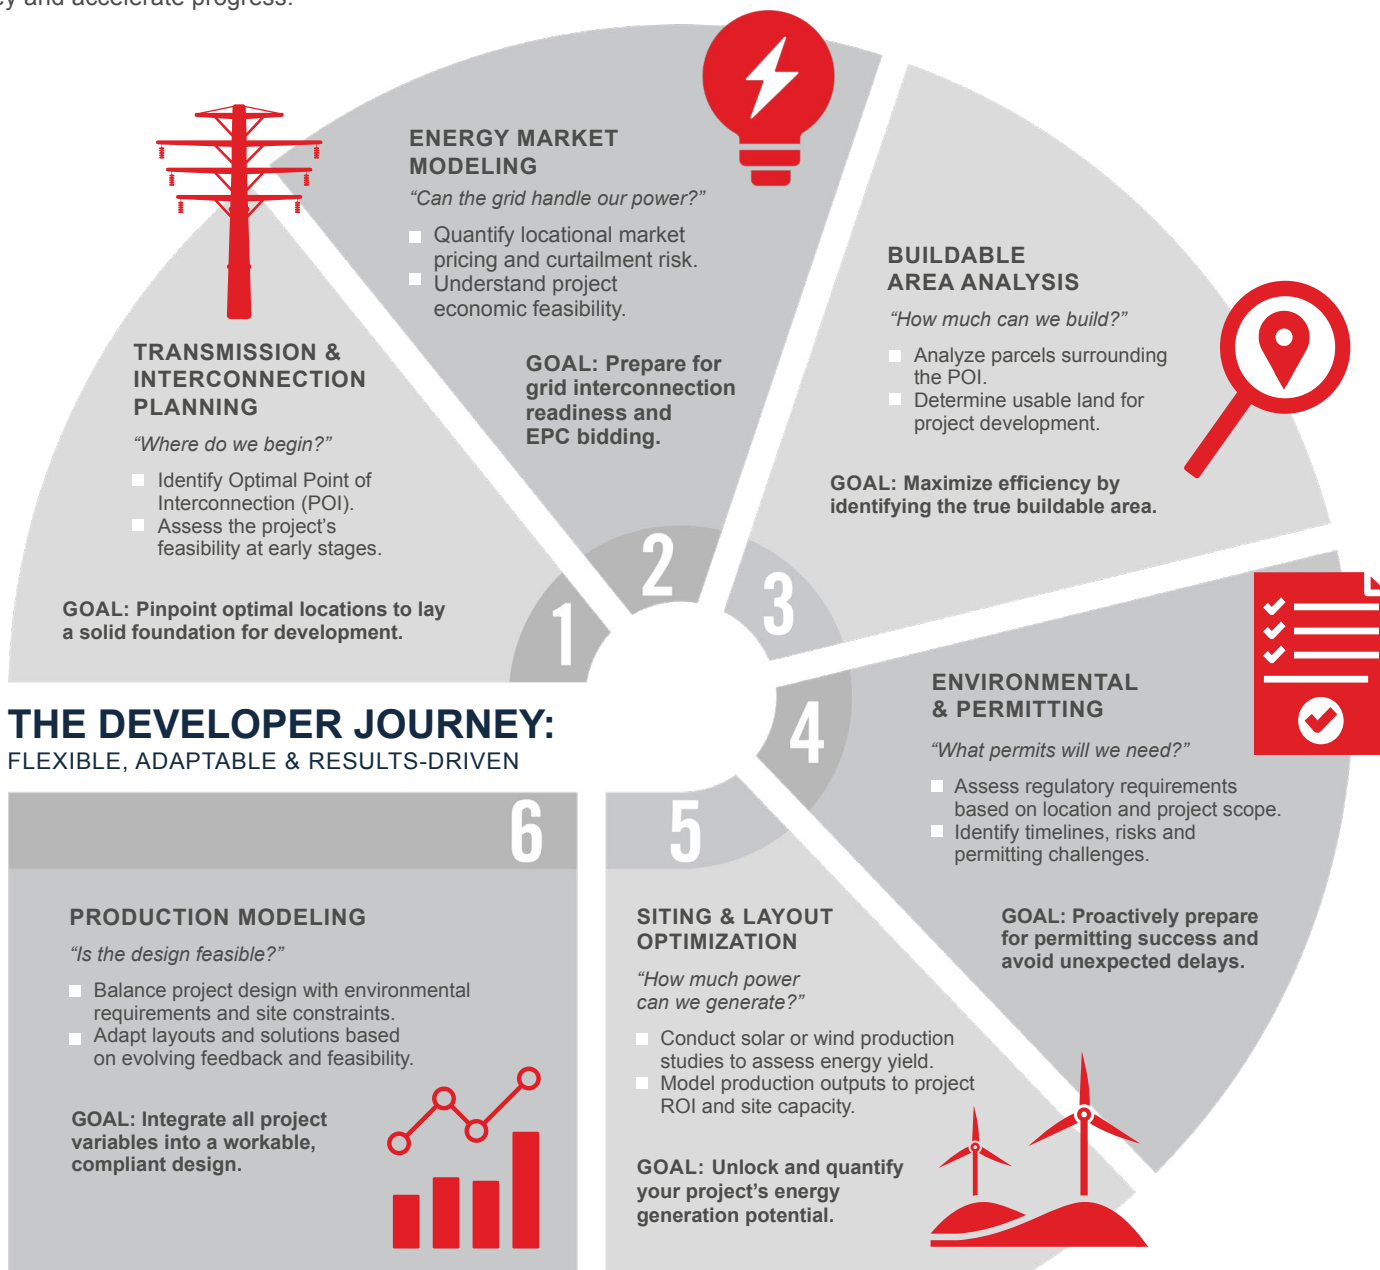 ey and accelerate progress.
TRANSMISSION &
INTERCONNECTION
PLANNING
“Where do we begin?”
Identify Optimal Point of
Interconnection (POI).
Assess the project’s
feasibility at early stages.
GOAL: Pinpoint optimal locations to lay
a solid foundation for development.
1
ENERGY MARKET
MODELING
“Can the grid handle our power?”
Quantify locational market
pricing and curtailment risk.
Understand project
economic feasibility.
GOAL: Prepare for
grid interconnection
readiness and
EPC bidding.
2
BUILDABLE
AREA ANALYSIS
“How much can we build?”
Analyze parcels surrounding
the POI.
Determine usable land for
project development.
GOAL: Maximize efficiency by
identifying the true buildable area.
3
ENVIRONMENTAL
& PERMITTING
“What permits will we need?”
Assess regulatory requirements
based on location and project scope.
Identify timelines, risks and
permitting challenges.
GOAL: Proactively prepare
for permitting success and
avoid unexpected delays.
4
THE DEVELOPER JOURNEY:
FLEXIBLE, ADAPTABLE & RESULTS-DRIVEN
5
SITING & LAYOUT
OPTIMIZATION
“How much power
can we generate?”
Conduct solar or wind production
studies to assess energy yield.
Model production outputs to project
ROI and site capacity.
GOAL: Unlock and quantify
your project’s energy
generation potential.
6
PRODUCTION MODELING
“Is the design feasible?”
Balance project design with environmental
requirements and site constraints.
Adapt layouts and solutions based
on evolving feedback and feasibility.
GOAL: Integrate all project
variables into a workable,
compliant design.